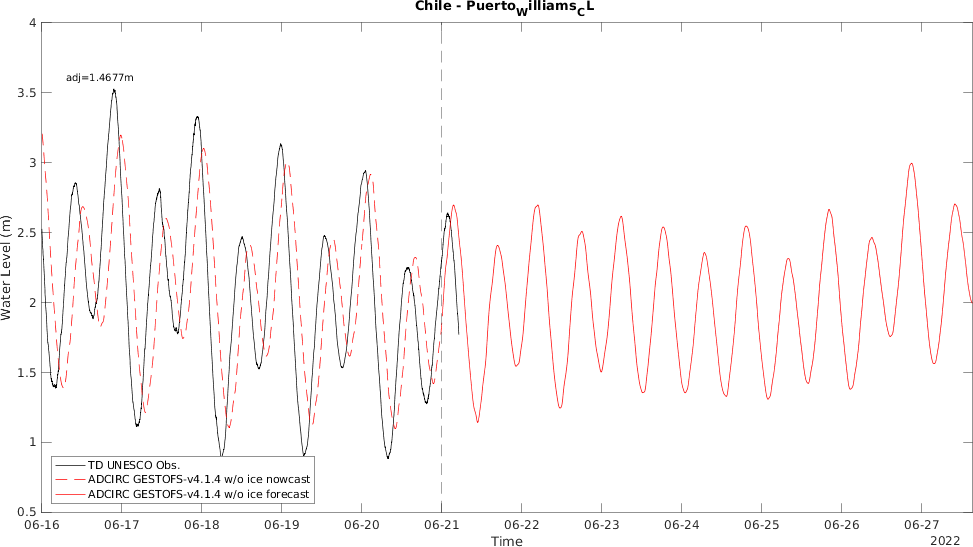 Chile - PuertoWilliamsCL
4
adj=1.4677m
3.5
3
2.5
2
1.5
1
0.5
Water Level (m)
TD UNESCO Obs.
ADCIRC GESTOFS-v4.1.4 w/o ice nowcast
ADCIRC GESTOFS-v4.1.4 w/o ice forecast
06-16 06-17 06-18 06-19 06-20 06-21 06-22 06-23 06-24 06-25 06-26 06-27
Time
2022